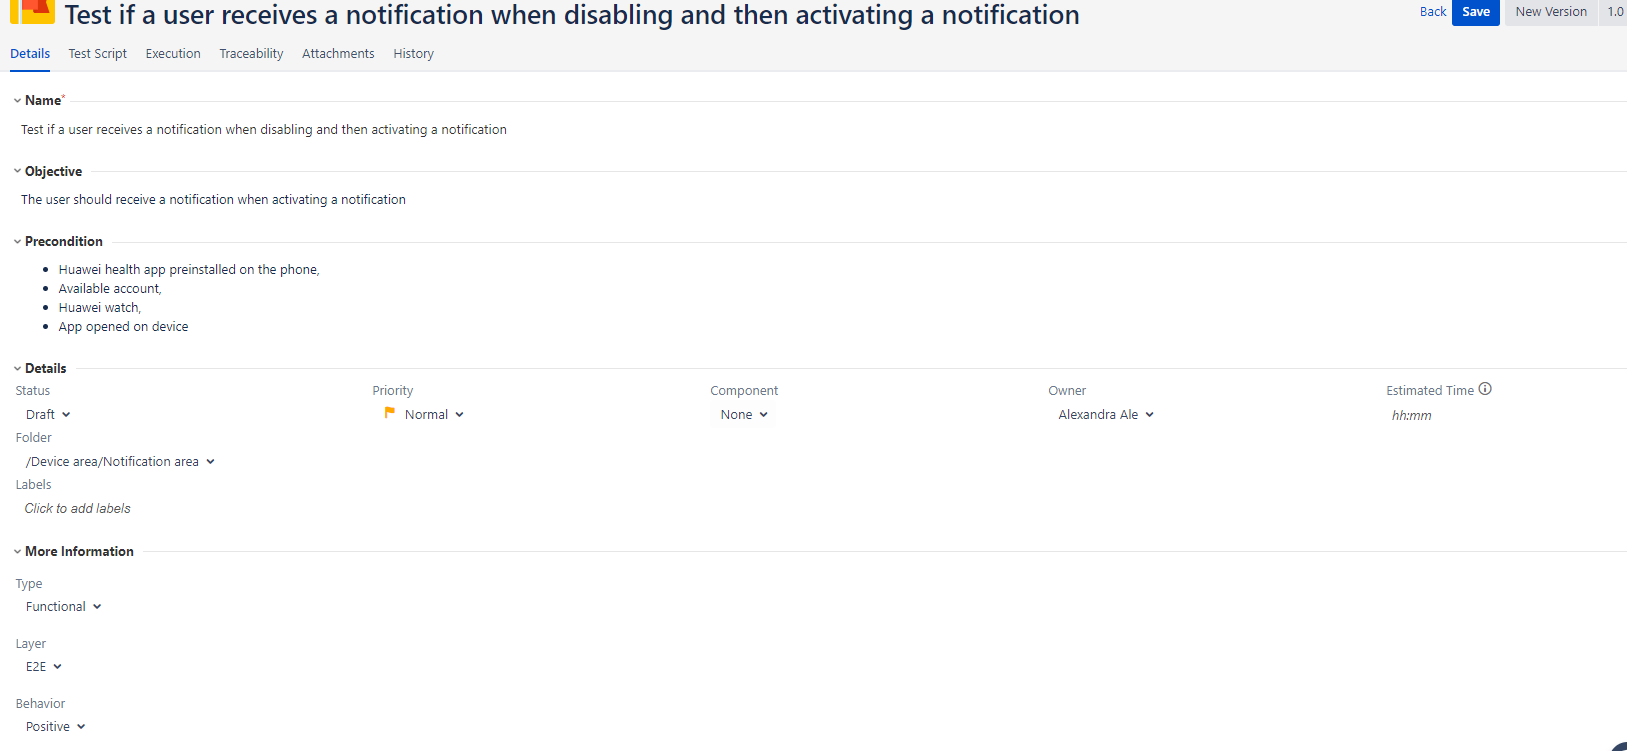 Test if a user receives a notification when disabling and then activating a notification
Back Save New Version 1.0
Details Test Script Execution Traceability Attachments History
Name*
Test if a user receives a notification when disabling and then activating a notification
Objective
The user should receive a notification when activating a notification
Precondition
• Huawei health app preinstalled on the phone,
• Available account,
• Huawei watch,
• App opened on device
Details
Status Priority Component Owner Estimated Time
Draft Normal None Alexandra Ale hh:mm
Folder
/Device area/Notification area
Labels
Click to add labels
More Information
Type
Functional
Layer
E2E
Behavior
Positive